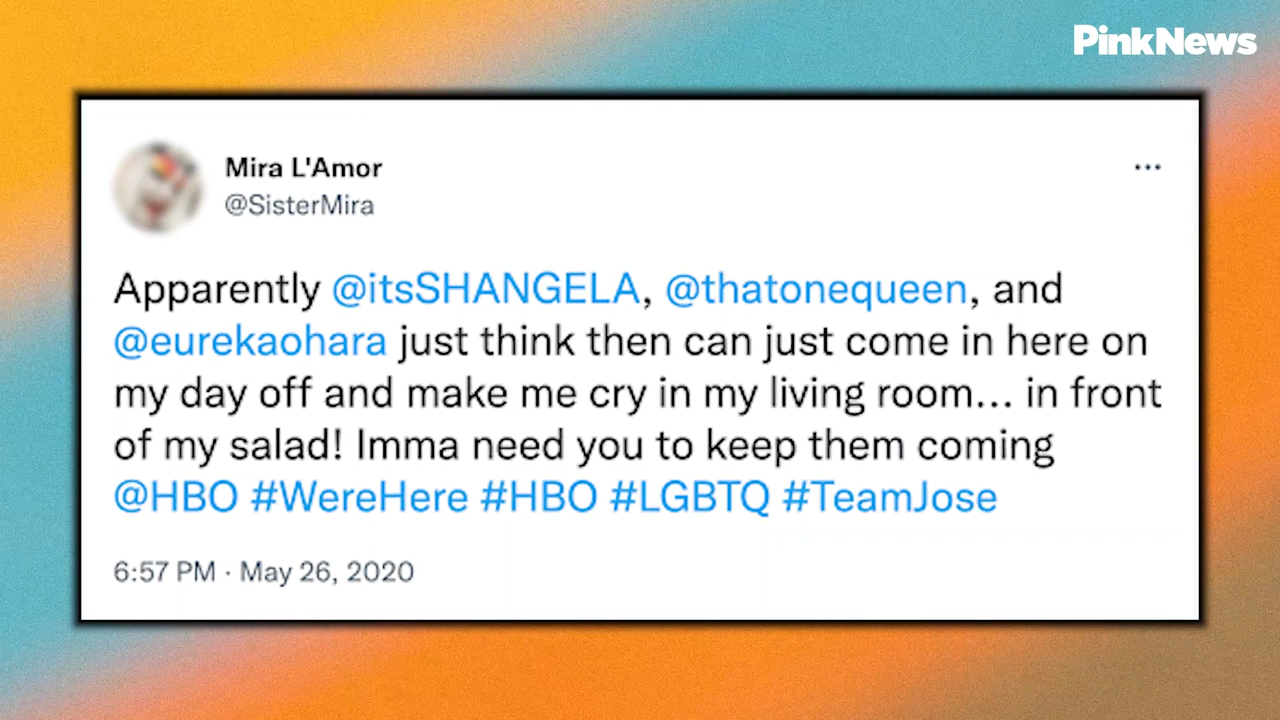 PinkNews
Mira L'Amor
@SisterMira
Apparently @itsSHANGELA, @thatonequeen, and
@eurekaohara just think then can just come in here on
my day off and make me cry in my living room... in front
of my salad! Imma need you to keep them coming
@HBO #WereHere #HBO #LGBTQ #TeamJose
6:57 PM · May 26, 2020